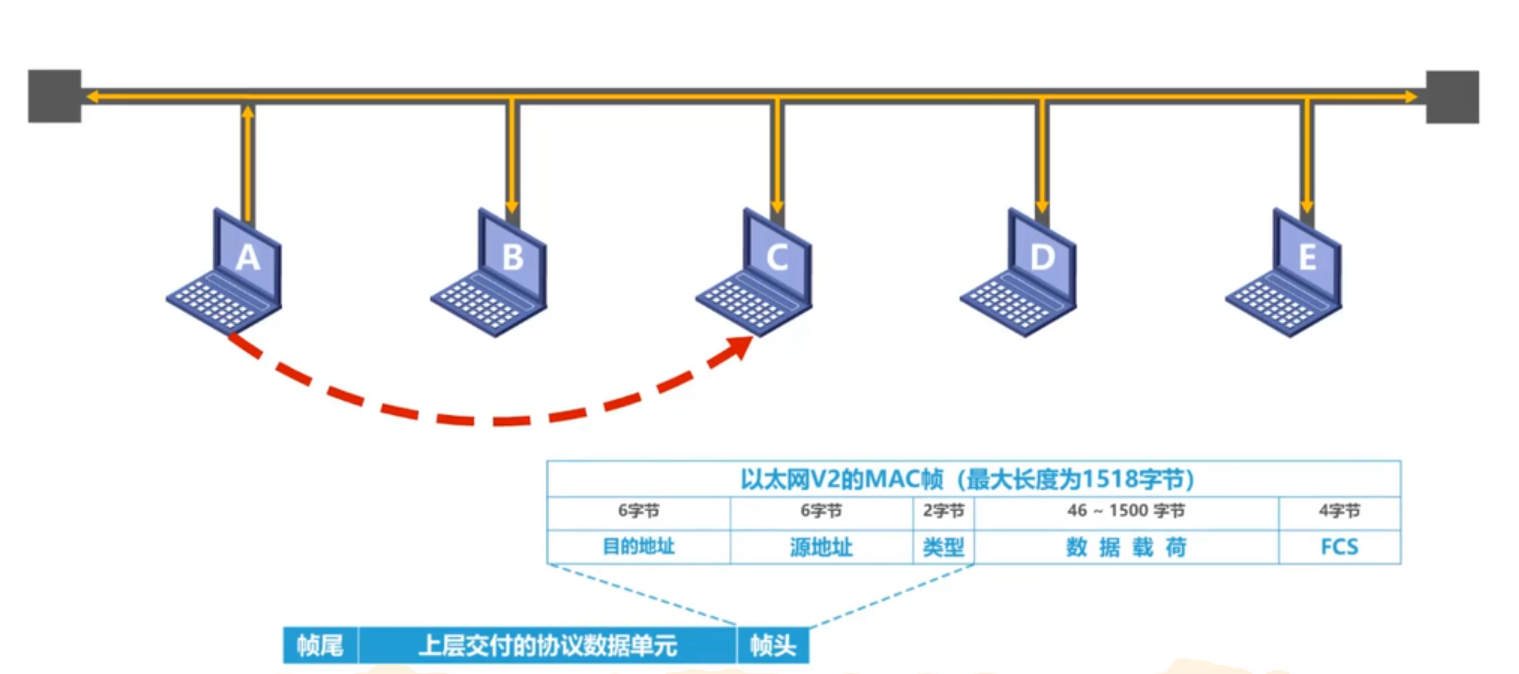 A
B
C
D
E
以太网V2的MAC帧（最大长度为1518字节）
6字节 6字节 2字节 46 ~ 1500 字节 4字节
目的地址 源地址 类型 数 据 载 荷 FCS
帧尾 上层交付的协议数据单元 帧头